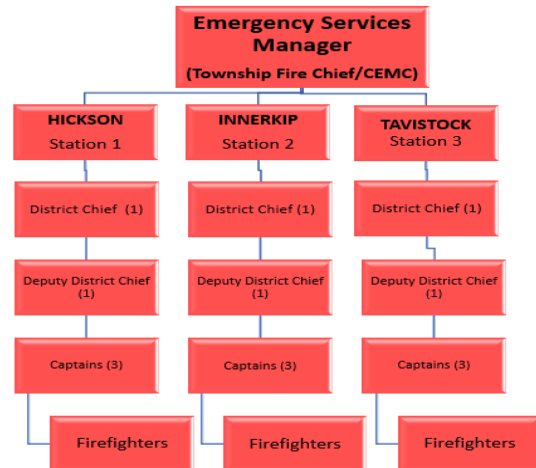 Emergency Services
Manager
(Township Fire Chief/CEMC)
HICKSON
Station 1
District Chief (1)
Deputy District Chief
(1)
Captains (3)
Firefighters
INNERKIP
Station 2
District Chief (1)
Deputy District Chief
(1)
Captains (3)
Firefighters
TAVISTOCK
Station 3
District Chief (1)
Deputy District Chief
(1)
Captains (3)
Firefighters